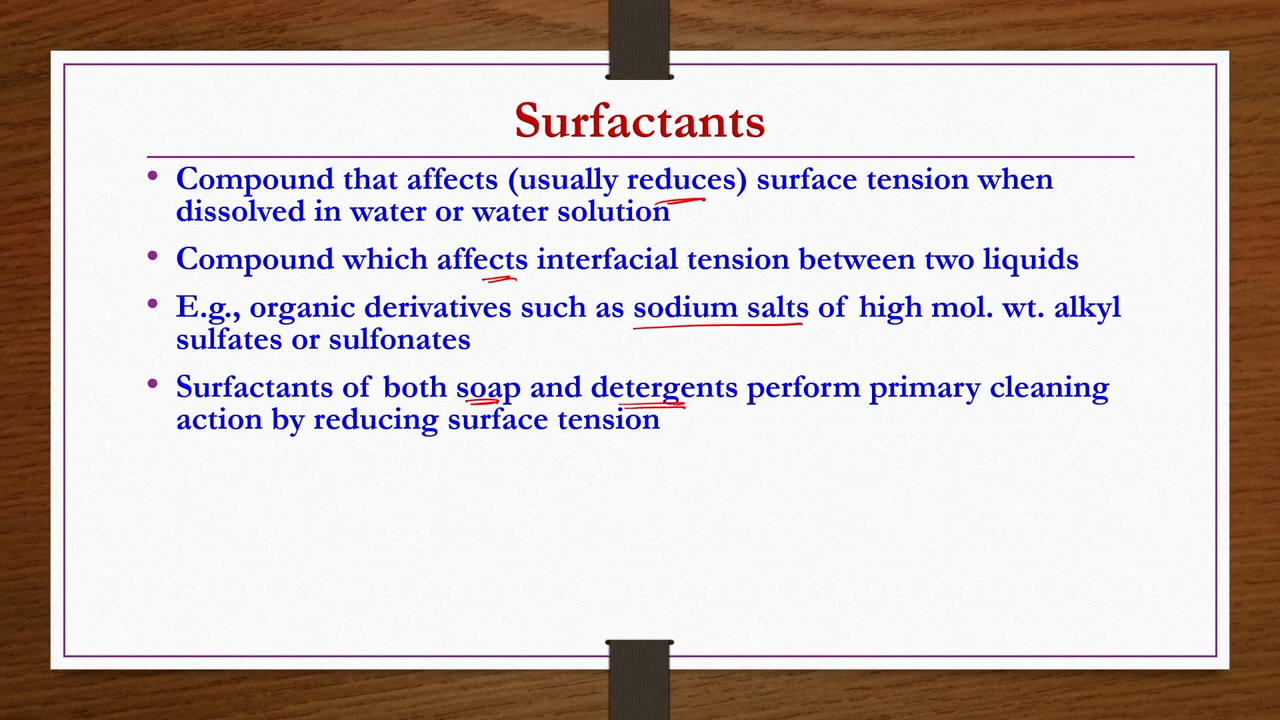 Surfactants
• Compound that affects (usually reduces) surface tension when
dissolved in water or water solution
• Compound which affects interfacial tension between two liquids
• E.g., organic derivatives such as sodium salts of high mol. wt. alkyl
sulfates or sulfonates
• Surfactants of both soap and detergents perform primary cleaning
action by reducing surface tension